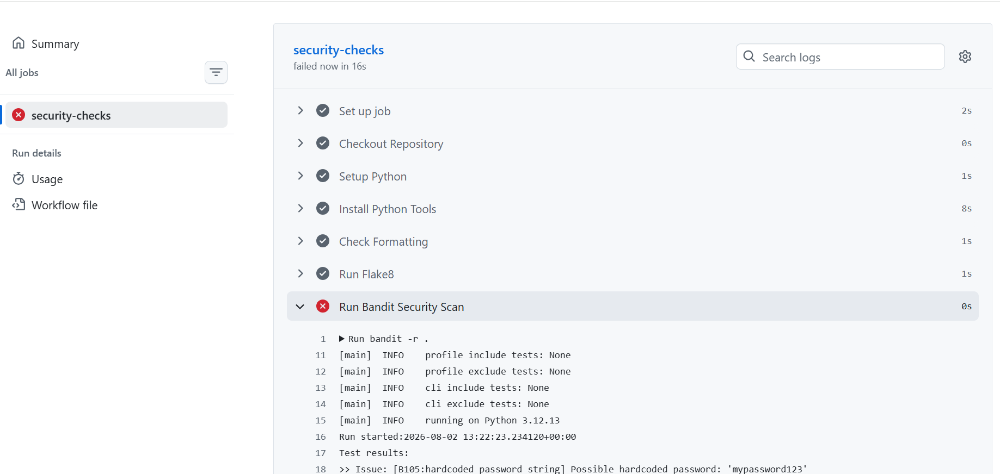 Summary
All jobs
security-checks
Run details
Usage
Workflow file
security-checks
failed now in 16s
Search logs
Set up job 2s
Checkout Repository 0s
Setup Python 1s
Install Python Tools 8s
Check Formatting 1s
Run Flake8 1s
Run Bandit Security Scan 0s
1 Run bandit -r .
11 [main] INFO profile include tests: None
12 [main] INFO profile exclude tests: None
13 [main] INFO cli include tests: None
14 [main] INFO cli exclude tests: None
15 [main] INFO running on Python 3.12.13
16 Run started:2026-08-02 13:22:23.234120+00:00
17 Test results:
18 >> Issue: [B105:hardcoded_password_string] Possible hardcoded password: 'mypassword123'